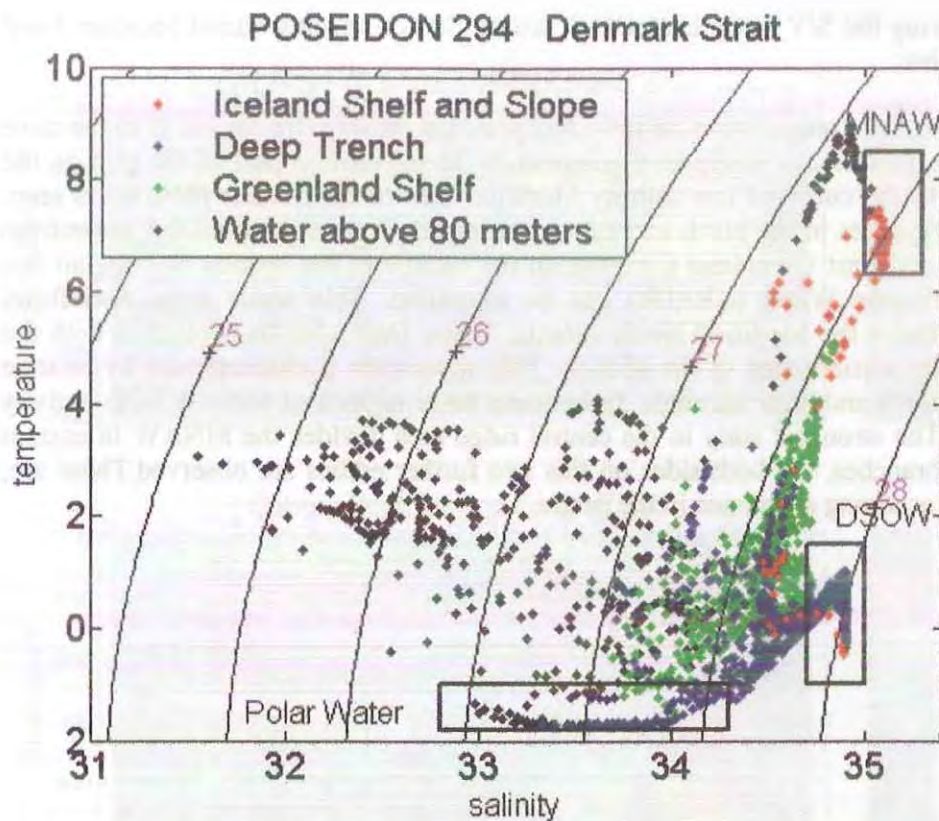 POSEIDON 294 Denmark Strait
10
8
6
4
2
0
2
temperature
Iceland Shelf and Slope
Deep Trench
Greenland Shelf
Water above 80 meters
MNAW
25
26
27
28
DSOW
Polar Water
31
32
33
34
35
salinity